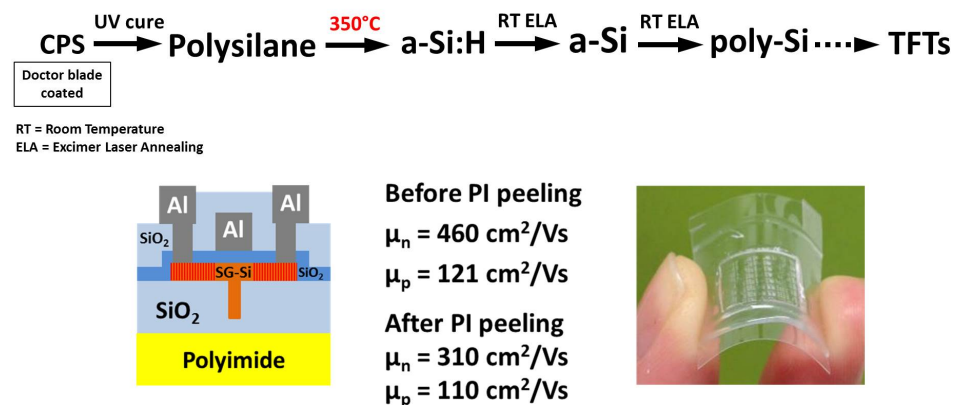 UV cure 350°C RT ELA RT ELA
CPS Polysilane a-Si:H a-Si poly-Si TFTs
Doctor blade
coated
RT = Room Temperature
ELA = Excimer Laser Annealing
Al Al
Al
SiO₂
SG-Si SiO₂
SiO₂
Polyimide
Before PI peeling
μₙ = 460 cm²/Vs
μₚ = 121 cm²/Vs
After PI peeling
μₙ = 310 cm²/Vs
μₚ = 110 cm²/Vs